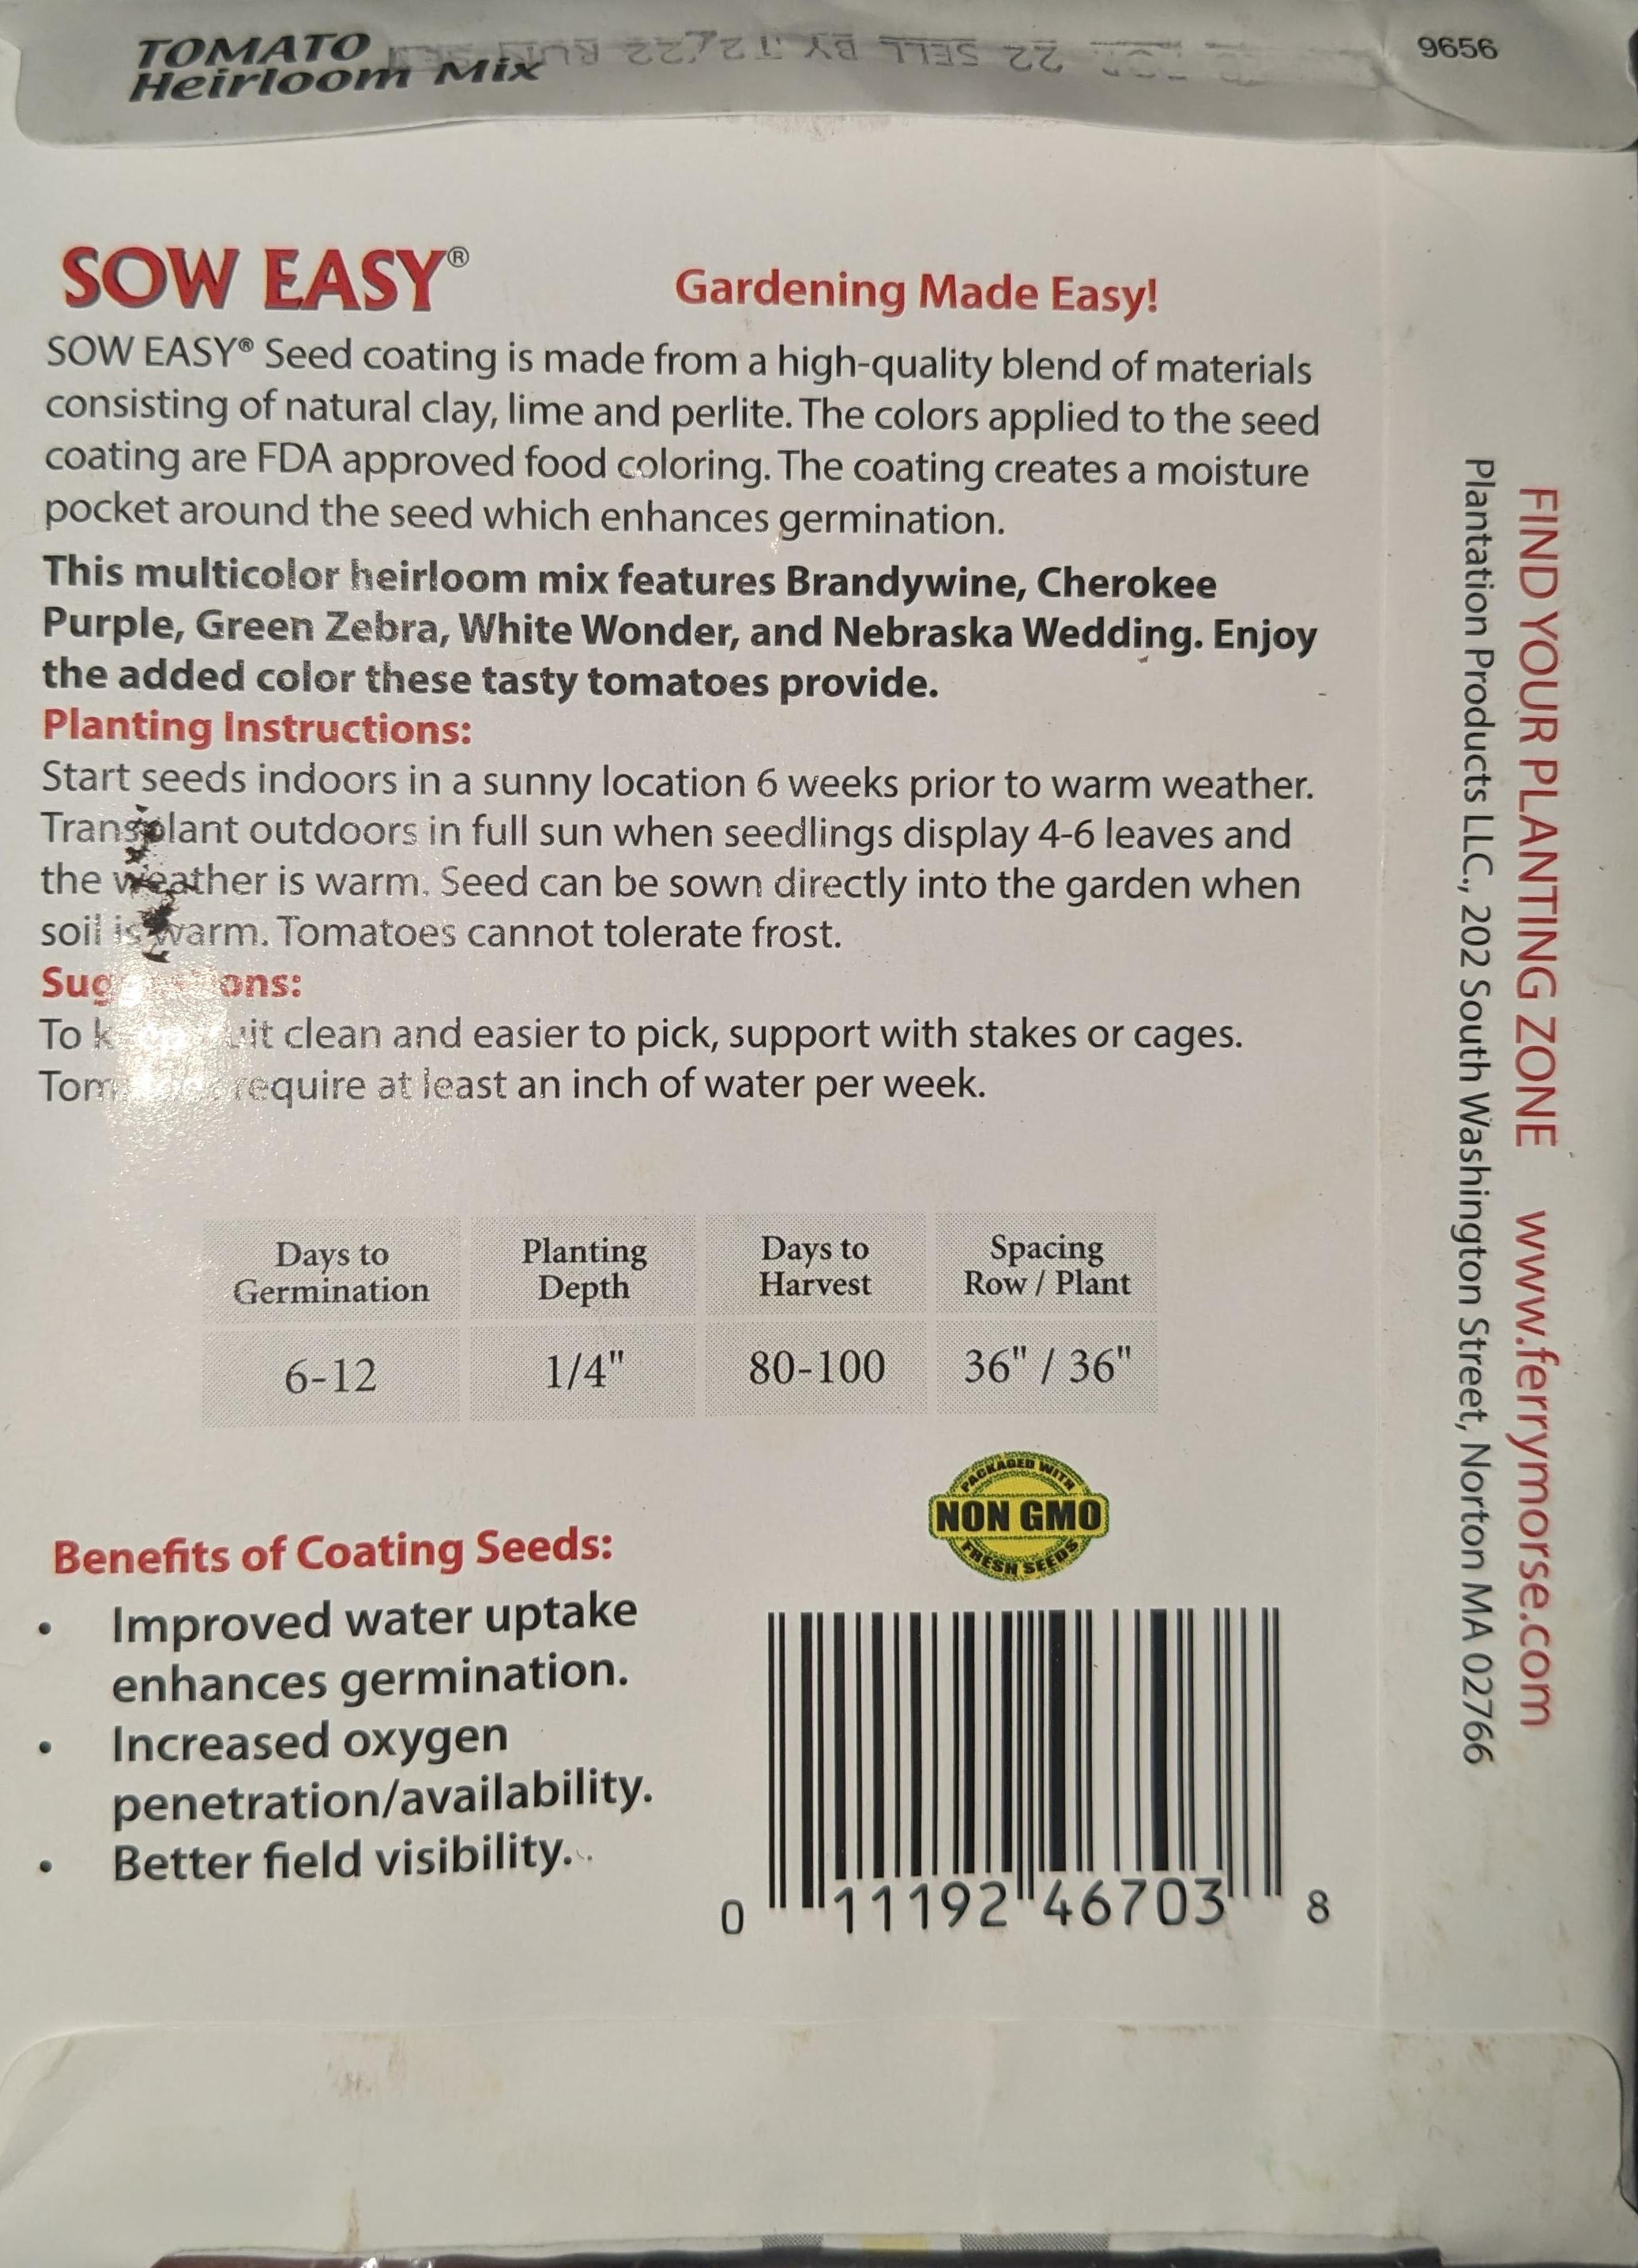 TOMATO
Heirloom Mix
22 SELL BY 12/22
9656
SOW EASY®
Gardening Made Easy!
SOW EASY® Seed coating is made from a high-quality blend of materials
consisting of natural clay, lime and perlite. The colors applied to the seed
coating are FDA approved food coloring. The coating creates a moisture
pocket around the seed which enhances germination.
This multicolor heirloom mix features Brandywine, Cherokee
Purple, Green Zebra, White Wonder, and Nebraska Wedding. Enjoy
the added color these tasty tomatoes provide.
Planting Instructions:
Start seeds indoors in a sunny location 6 weeks prior to warm weather.
Transplant outdoors in full sun when seedlings display 4-6 leaves and
the weather is warm. Seed can be sown directly into the garden when
soil is warm. Tomatoes cannot tolerate frost.
To clean and easier to pick, support with stakes or cages.
require at least an inch of water per week.
Days to
Germination
Planting
Depth
Days to
Harvest
Spacing
Row / Plant
6-12
1/4"
80-100
36" / 36"
PACKAGED WITH
NON GMO
FRESH SEEDS
Benefits of Coating Seeds:
• Improved water uptake
enhances germination.
• Increased oxygen
penetration/availability.
• Better field visibility.
0 11192 46703 8
FIND YOUR PLANTING ZONE www.ferrymorse.com
Plantation Products LLC., 202 South Washington Street, Norton MA 02766